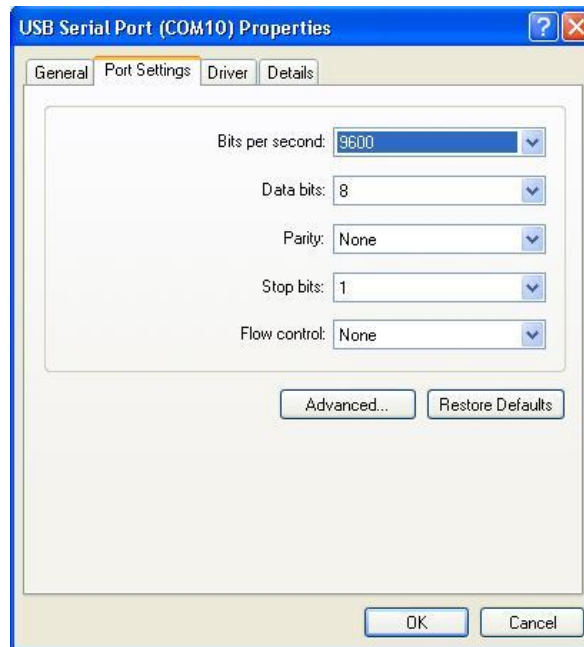 USB Serial Port (COM10) Properties
General Port Settings Driver Details
Bits per second: 9600
Data bits: 8
Parity: None
Stop bits: 1
Flow control: None
Advanced... Restore Defaults
OK Cancel